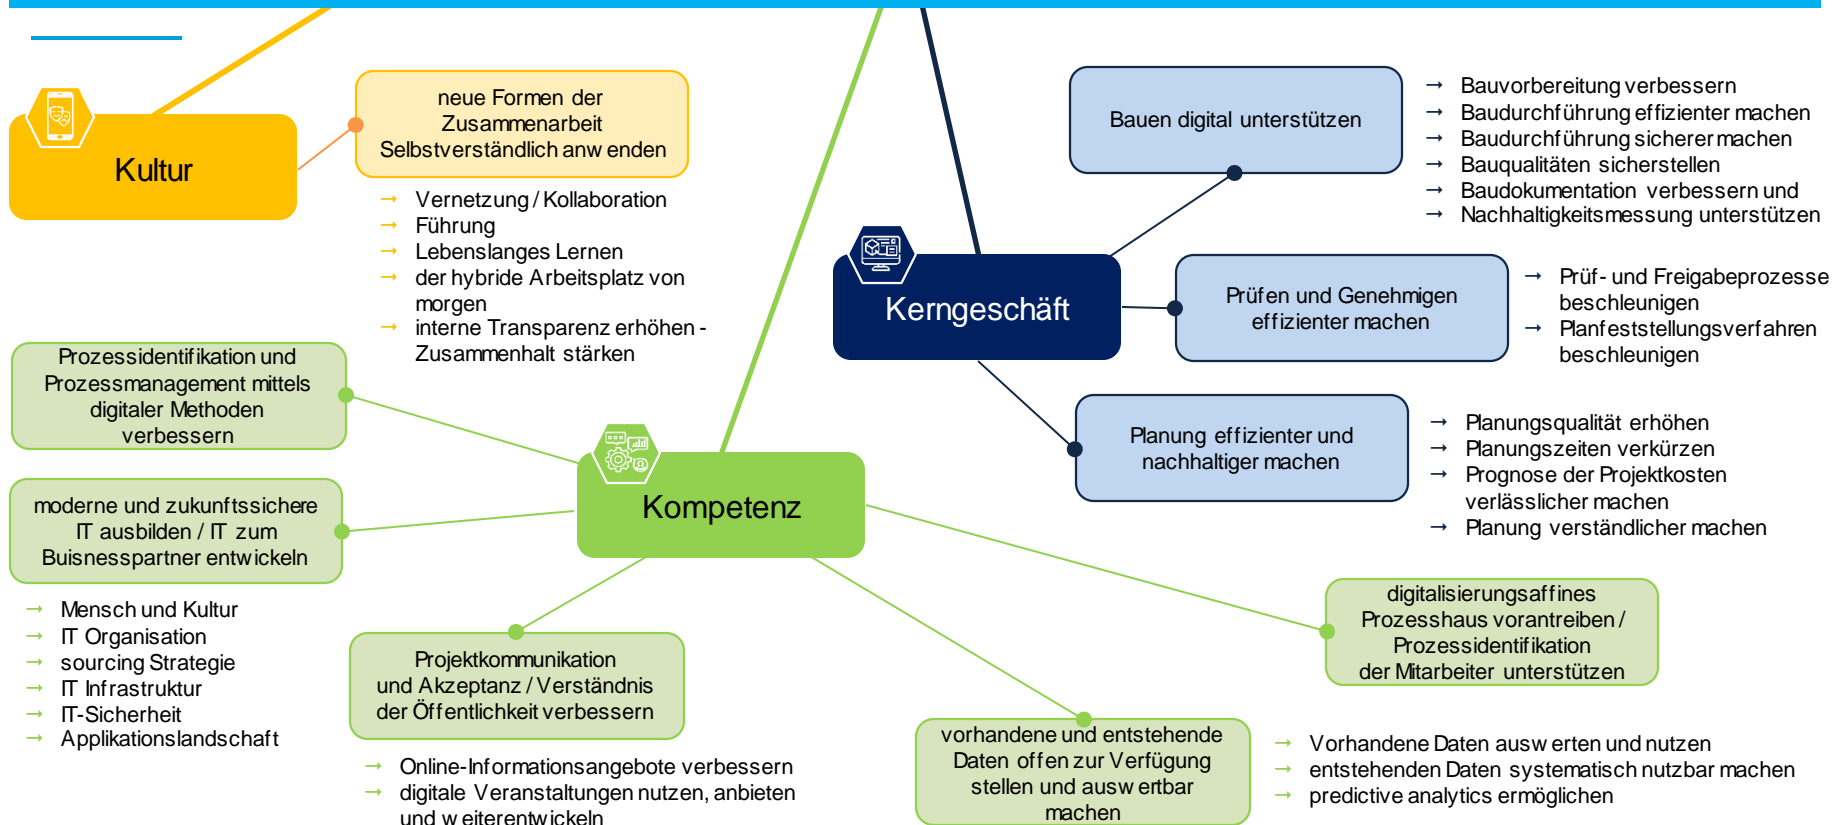 Kultur
neue Formen der
Zusammenarbeit
Selbstverständlich anwenden
→ Vernetzung / Kollaboration
→ Führung
→ Lebenslanges Lernen
→ der hybride Arbeitsplatz von
morgen
→ interne Transparenz erhöhen -
Zusammenhalt stärken
Kerngeschäft
Bauen digital unterstützen
→ Bauvorbereitung verbessern
→ Baudurchführung effizienter machen
→ Baudurchführung sicherer machen
→ Bauqualitäten sicherstellen
→ Baudokumentation verbessern und
→ Nachhaltigkeitsmessung unterstützen
Prüfen und Genehmigen
effizienter machen
→ Prüf- und Freigabeprozesse
beschleunigen
→ Planfeststellungsverfahren
beschleunigen
Planung effizienter und
nachhaltiger machen
→ Planungsqualität erhöhen
→ Planungszeiten verkürzen
→ Prognose der Projektkosten
verlässlicher machen
→ Planung verständlicher machen
Kompetenz
Prozessidentifikation und
Prozessmanagement mittels
digitaler Methoden
verbessern
moderne und zukunftssichere
IT ausbilden / IT zum
Buisnesspartner entwickeln
→ Mensch und Kultur
→ IT Organisation
→ sourcing Strategie
→ IT Infrastruktur
→ IT-Sicherheit
→ Applikationslandschaft
Projektkommunikation
und Akzeptanz / Verständnis
der Öffentlichkeit verbessern
→ Online-Informationsangebote verbessern
→ digitale Veranstaltungen nutzen, anbieten
und weiterentwickeln
vorhandene und entstehende
Daten offen zur Verfügung
stellen und auswertbar
machen
→ Vorhandene Daten auswerten und nutzen
→ entstehenden Daten systematisch nutzbar machen
→ predictive analytics ermöglichen
digitalisierungsaffines
Prozesshaus vorantreiben /
Prozessidentifikation
der Mitarbeiter unterstützen